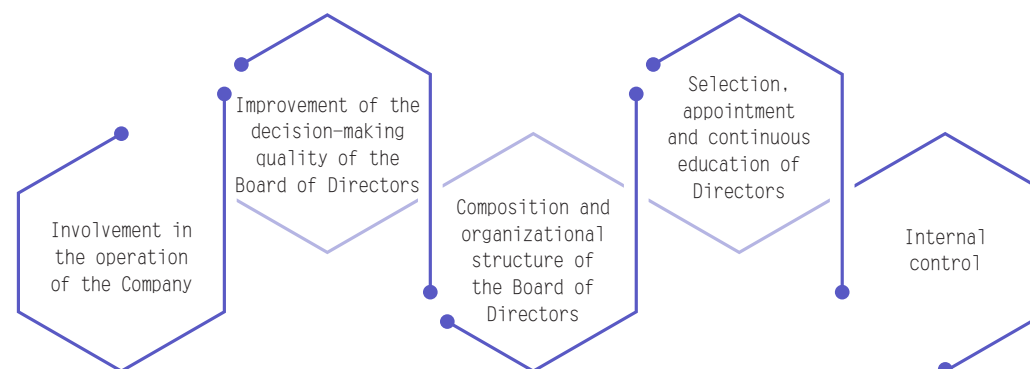 Involvement in
the operation
of the Company
Improvement of the
decision-making
quality of the
Board of Directors
Composition and
organizational
structure of
the Board of
Directors
Selection,
appointment
and continuous
education of
Directors
Internal
control